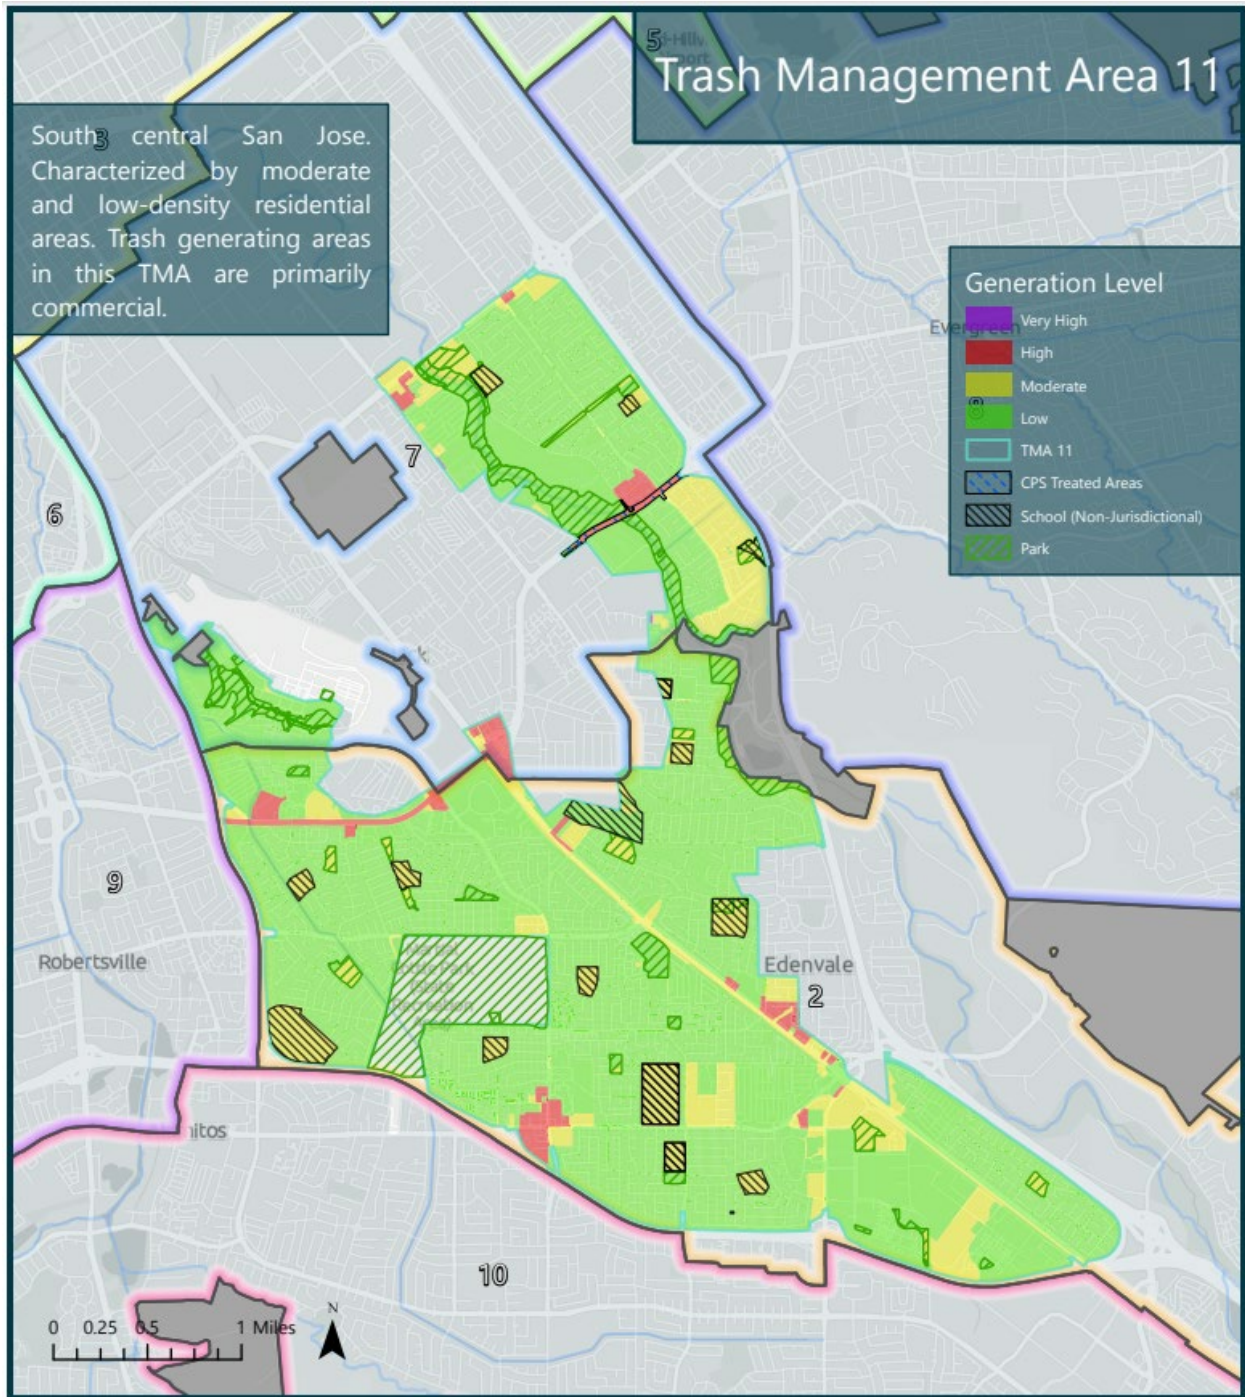 5
Trash Management Area 11
3
South central San Jose.
Characterized by moderate
and low-density residential
areas. Trash generating areas
in this TMA are primarily
commercial.
Generation Level
Very High
Evergreen
High
Moderate
8
Low
TMA 11
CPS Treated Areas
School (Non-Jurisdictional)
Park
7
6
9
Robertsville
Edenvale
2
nitos
10
N
0 0.25 0.5 1 Miles